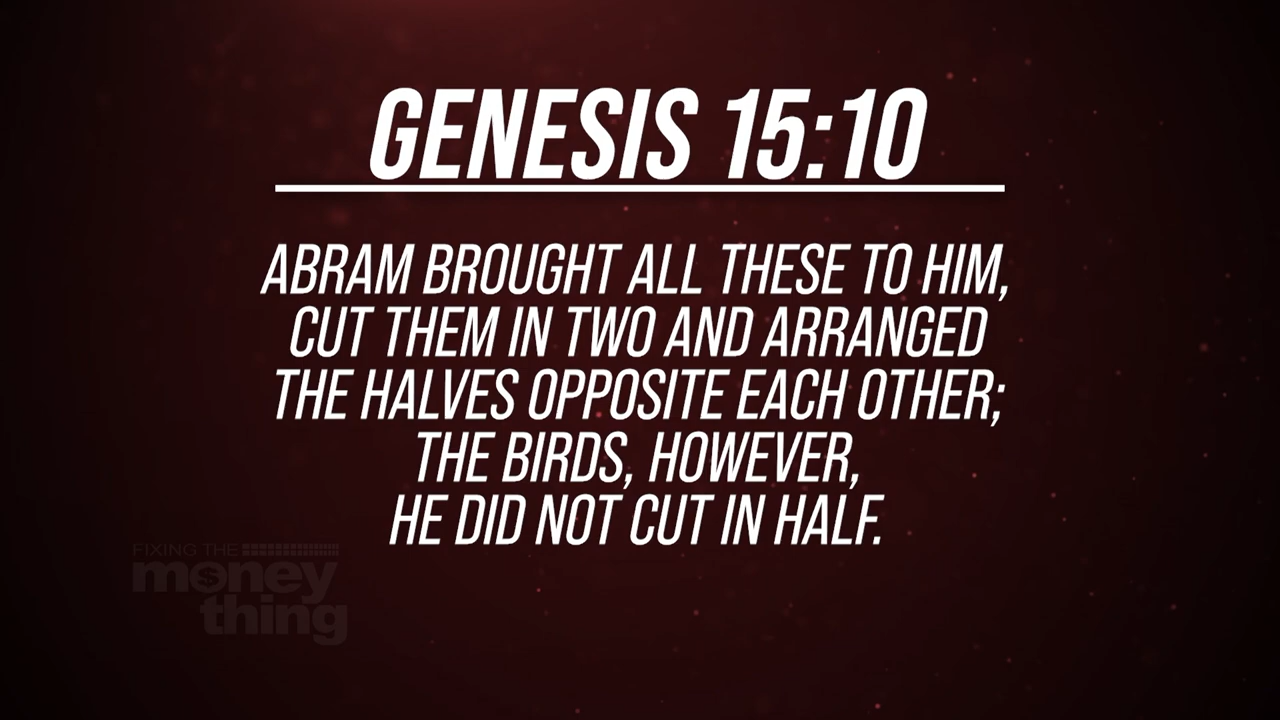 GENESIS 15:10
ABRAM BROUGHT ALL THESE TO HIM,
CUT THEM IN TWO AND ARRANGED
THE HALVES OPPOSITE EACH OTHER;
THE BIRDS, HOWEVER,
HE DID NOT CUT IN HALF.
FIXING THE
money
thing